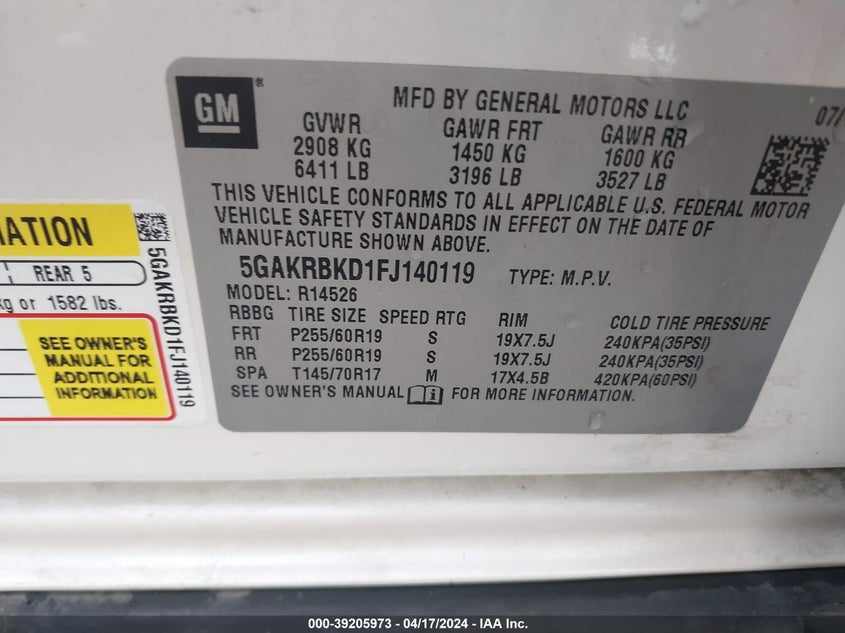 GM ®
MFD BY GENERAL MOTORS LLC
07/
GVWR GAWR FRT GAWR RR
2908 KG 1450 KG 1600 KG
6411 LB 3196 LB 3527 LB
THIS VEHICLE CONFORMS TO ALL APPLICABLE U.S. FEDERAL MOTOR
VEHICLE SAFETY STANDARDS IN EFFECT ON THE DATE OF
MANUFACTURE SHOWN ABOVE.
5GAKRBKD1FJ140119 TYPE: M.P.V.
MODEL: R14526
RBBG TIRE SIZE SPEED RTG RIM COLD TIRE PRESSURE
FRT P255/60R19 S 19X7.5J 240KPA(35PSI)
RR P255/60R19 S 19X7.5J 240KPA(35PSI)
SPA T145/70R17 M 17X4.5B 420KPA(60PSI)
SEE OWNER'S MANUAL FOR MORE INFORMATION.
MATION
REAR 5
kg or 1582 lbs.
SEE OWNER'S
MANUAL FOR
ADDITIONAL
INFORMATION
5GAKRBKD1FJ140119
000-39205973 - 04/17/2024 - IAA Inc.